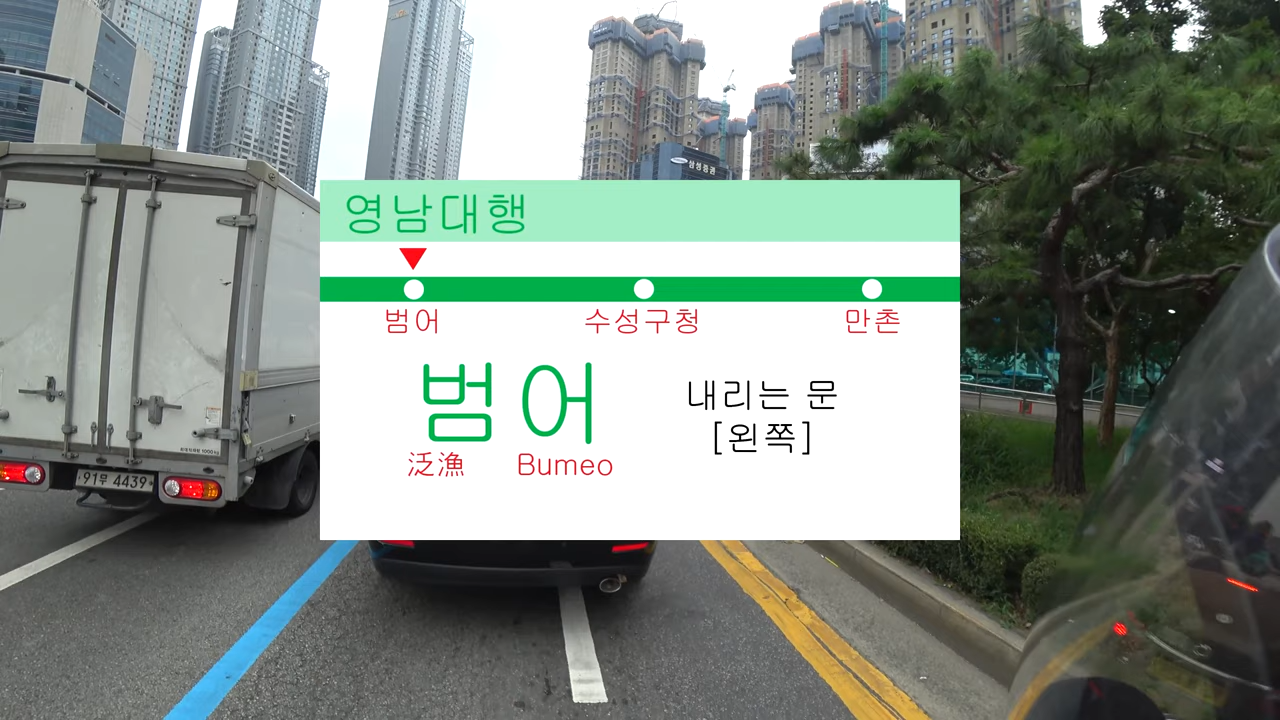 삼성증권
영남대행
범어 수성구청 만촌
범어
泛漁 Bumeo
내리는 문
[왼쪽]
91무 4439